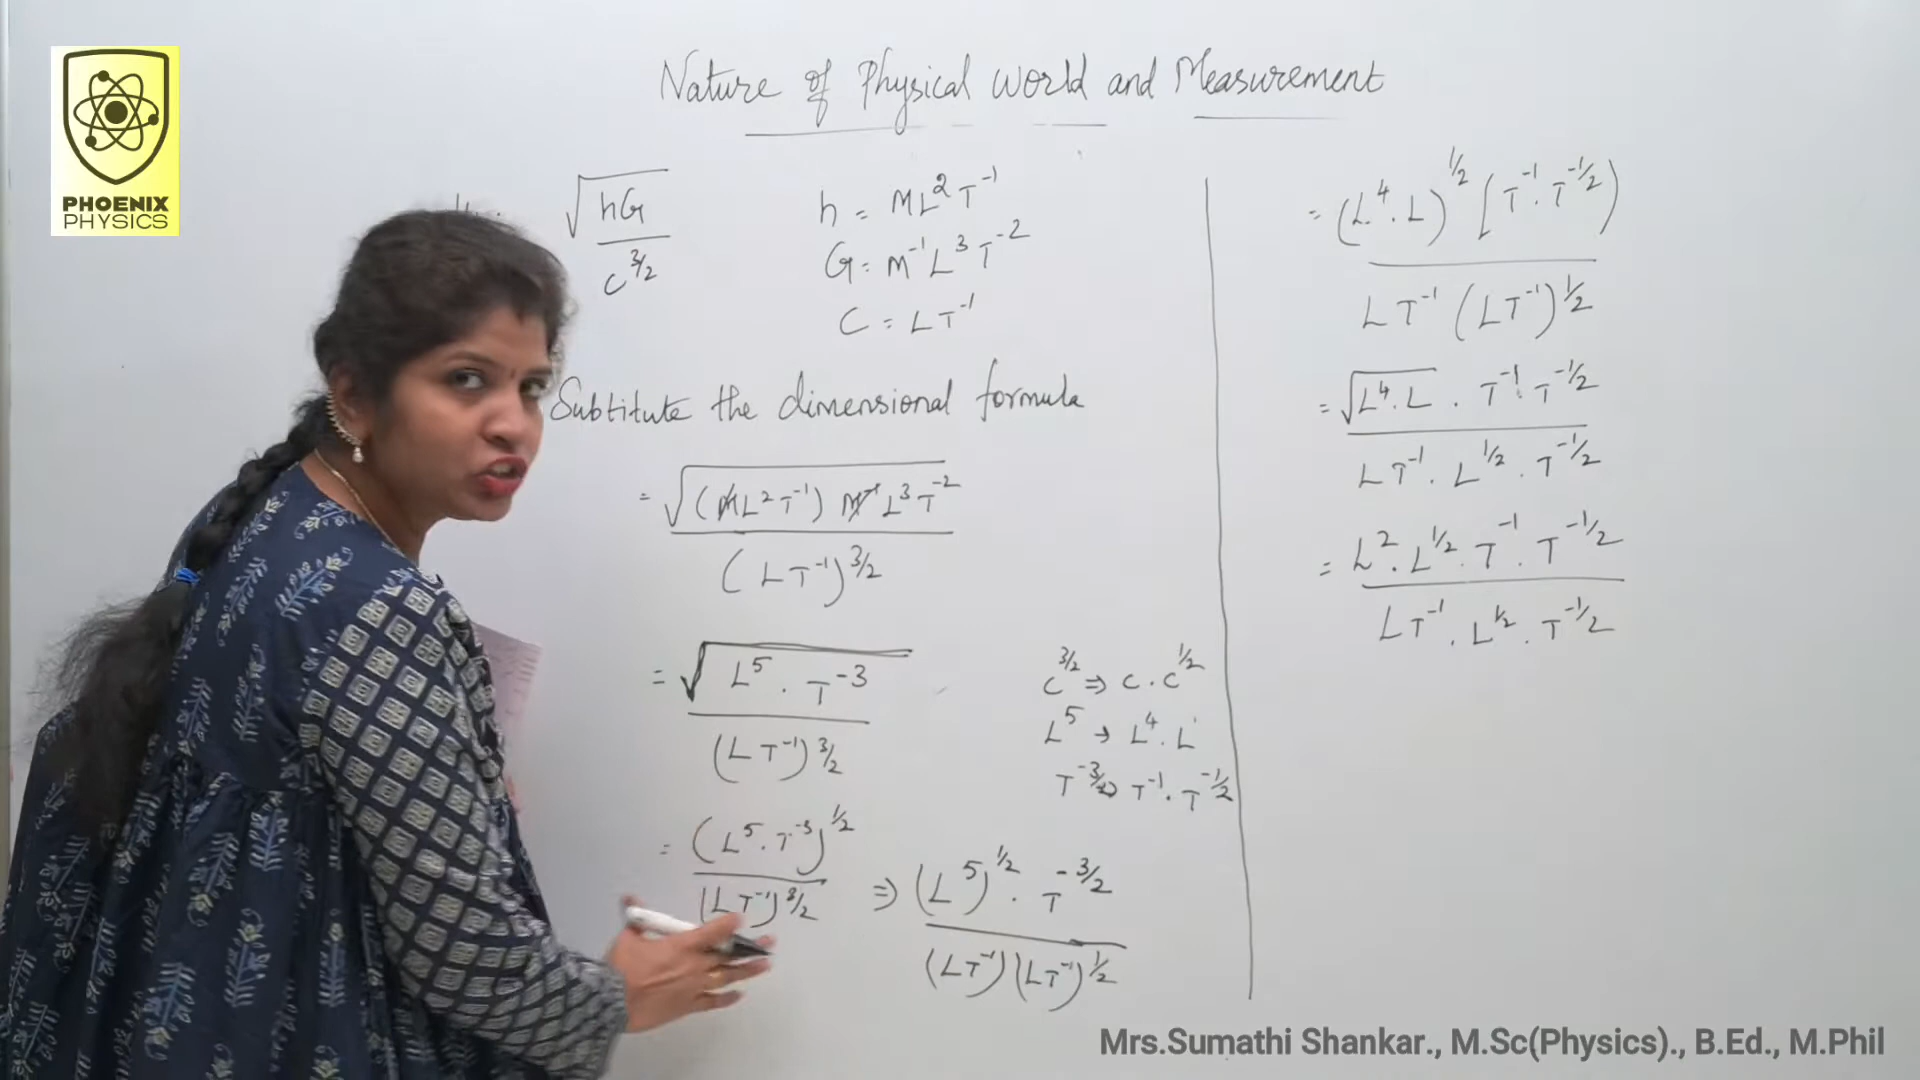 PHOENIX
PHYSICS
Nature of Physical World and Measurement
√hG / c^3/2
h = ML²T⁻¹
G = M⁻¹L³T⁻²
C = LT⁻¹
Subtitute the dimensional formula
= √(ML²T⁻¹) M⁻¹L³T⁻² / (LT⁻¹)^3/2
= √L⁵ . T⁻³ / (LT⁻¹)^3/2
c^3/2 ⇒ c . c^1/2
L⁵ → L⁴ . L
T^-3/2 ⇒ T⁻¹ . T^-1/2
= (L⁵ . T⁻³)^1/2 / (LT⁻¹)^3/2 ⇒ (L⁵)^1/2 . T^-3/2 / (LT⁻¹)(LT⁻¹)^1/2
= (L⁴ . L)^1/2 [T⁻¹ . T^-1/2) / LT⁻¹ (LT⁻¹)^1/2
= √L⁴ . L . T⁻¹ . T^-1/2 / LT⁻¹ . L^1/2 . T^-1/2
= L² . L^1/2 . T⁻¹ . T^-1/2 / LT⁻¹ . L^1/2 . T^-1/2
Mrs.Sumathi Shankar., M.Sc(Physics)., B.Ed., M.Phil